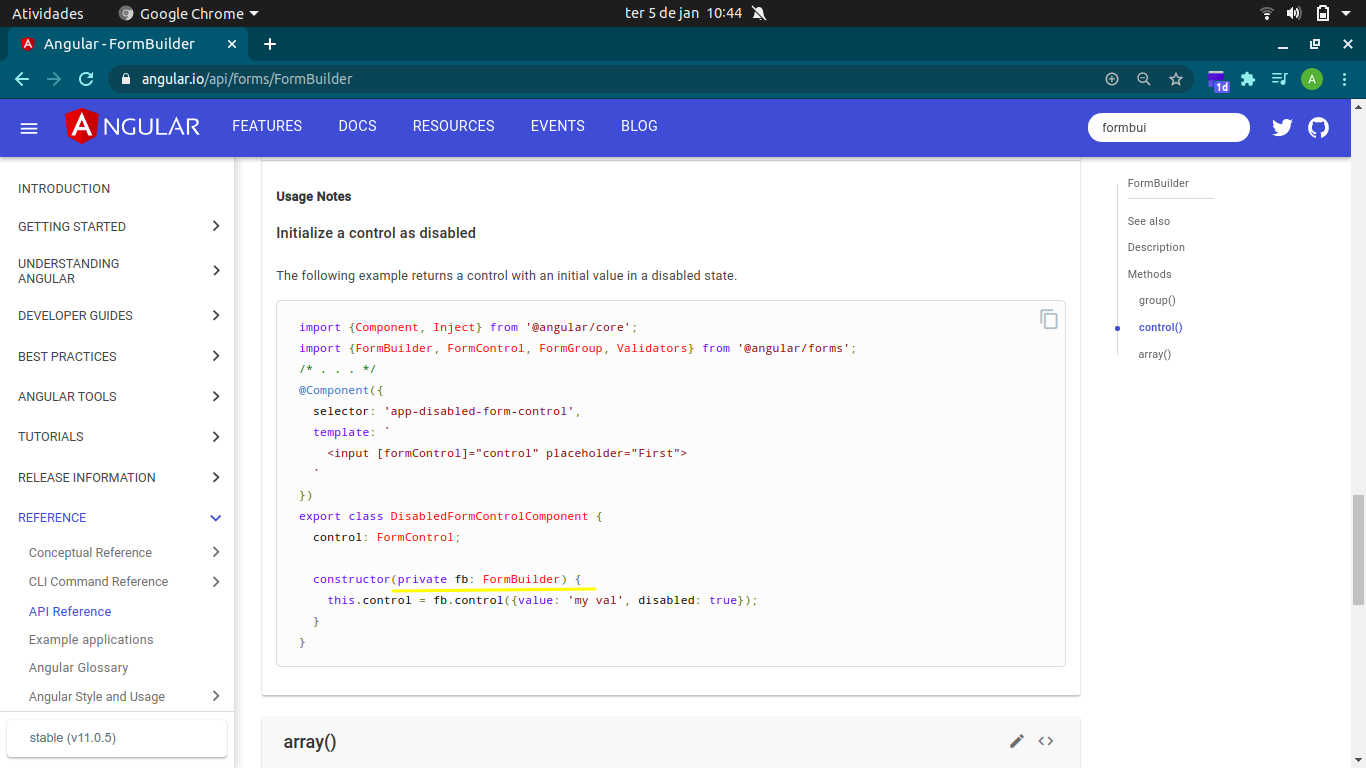 Atividades
Google Chrome
ter 5 de jan 10:44
Angular - FormBuilder
angular.io/api/forms/FormBuilder
1d
A
ANGULAR
FEATURES
DOCS
RESOURCES
EVENTS
BLOG
formbui
INTRODUCTION
GETTING STARTED
UNDERSTANDING
ANGULAR
DEVELOPER GUIDES
BEST PRACTICES
ANGULAR TOOLS
TUTORIALS
RELEASE INFORMATION
REFERENCE
Conceptual Reference
CLI Command Reference
API Reference
Example applications
Angular Glossary
Angular Style and Usage
stable (v11.0.5)
Usage Notes
Initialize a control as disabled
The following example returns a control with an initial value in a disabled state.
import {Component, Inject} from '@angular/core';
import {FormBuilder, FormControl, FormGroup, Validators} from '@angular/forms';
/* . . . */
@Component({
  selector: 'app-disabled-form-control',
  template: `
    <input [formControl]="control" placeholder="First">
  `
})
export class DisabledFormControlComponent {
  control: FormControl;
  constructor(private fb: FormBuilder) {
    this.control = fb.control({value: 'my val', disabled: true});
  }
}
array()
FormBuilder
See also
Description
Methods
group()
control()
array()